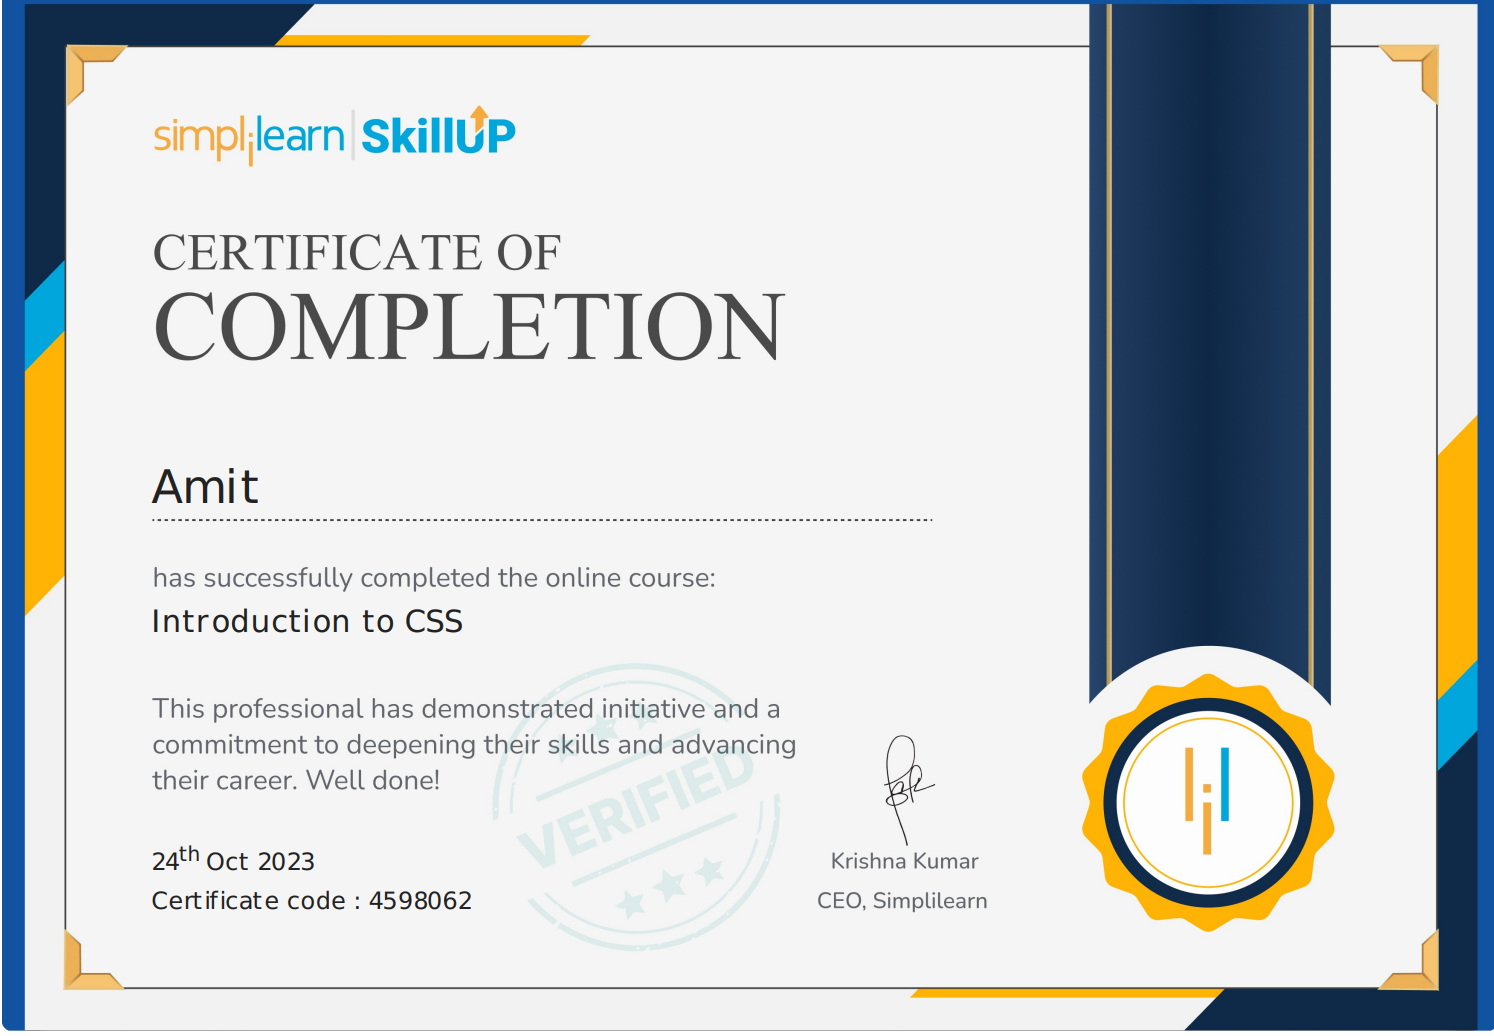 simplilearn | SkillUP
CERTIFICATE OF
COMPLETION
Amit
has successfully completed the online course:
Introduction to CSS
This professional has demonstrated initiative and a
commitment to deepening their skills and advancing
their career. Well done!
VERIFIED
24th Oct 2023
Certificate code : 4598062
Krishna Kumar
CEO, Simplilearn